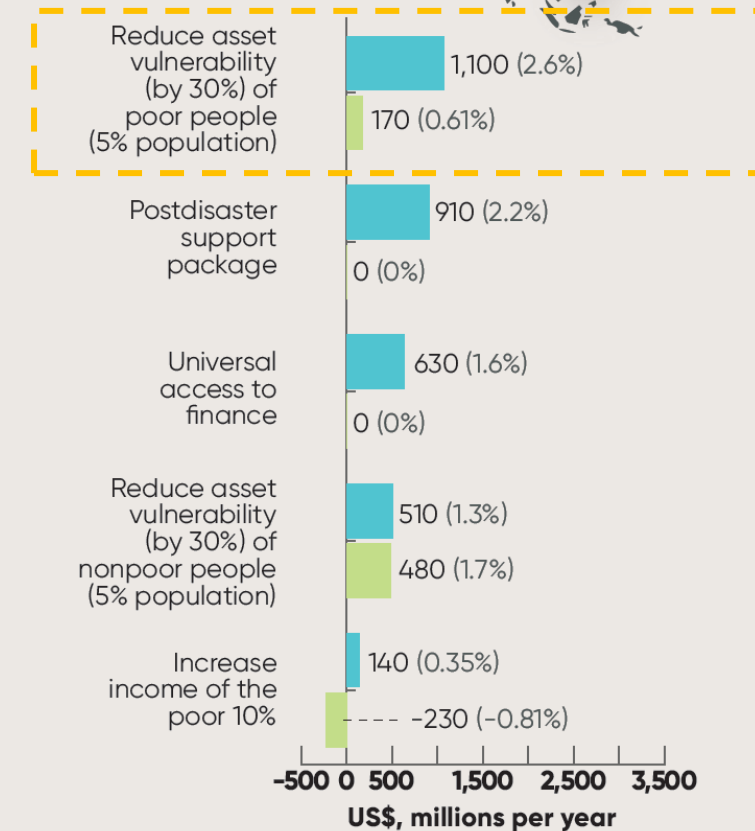 Reduce asset
vulnerability
(by 30%) of
poor people
(5% population)
1,100 (2.6%)
170 (0.61%)
Postdisaster
support
package
910 (2.2%)
0 (0%)
Universal
access to
finance
630 (1.6%)
0 (0%)
Reduce asset
vulnerability
(by 30%) of
nonpoor people
(5% population)
510 (1.3%)
480 (1.7%)
Increase
income of the
poor 10%
140 (0.35%)
-230 (-0.81%)
-500 0 500 1,500 2,500 3,500
US$, millions per year